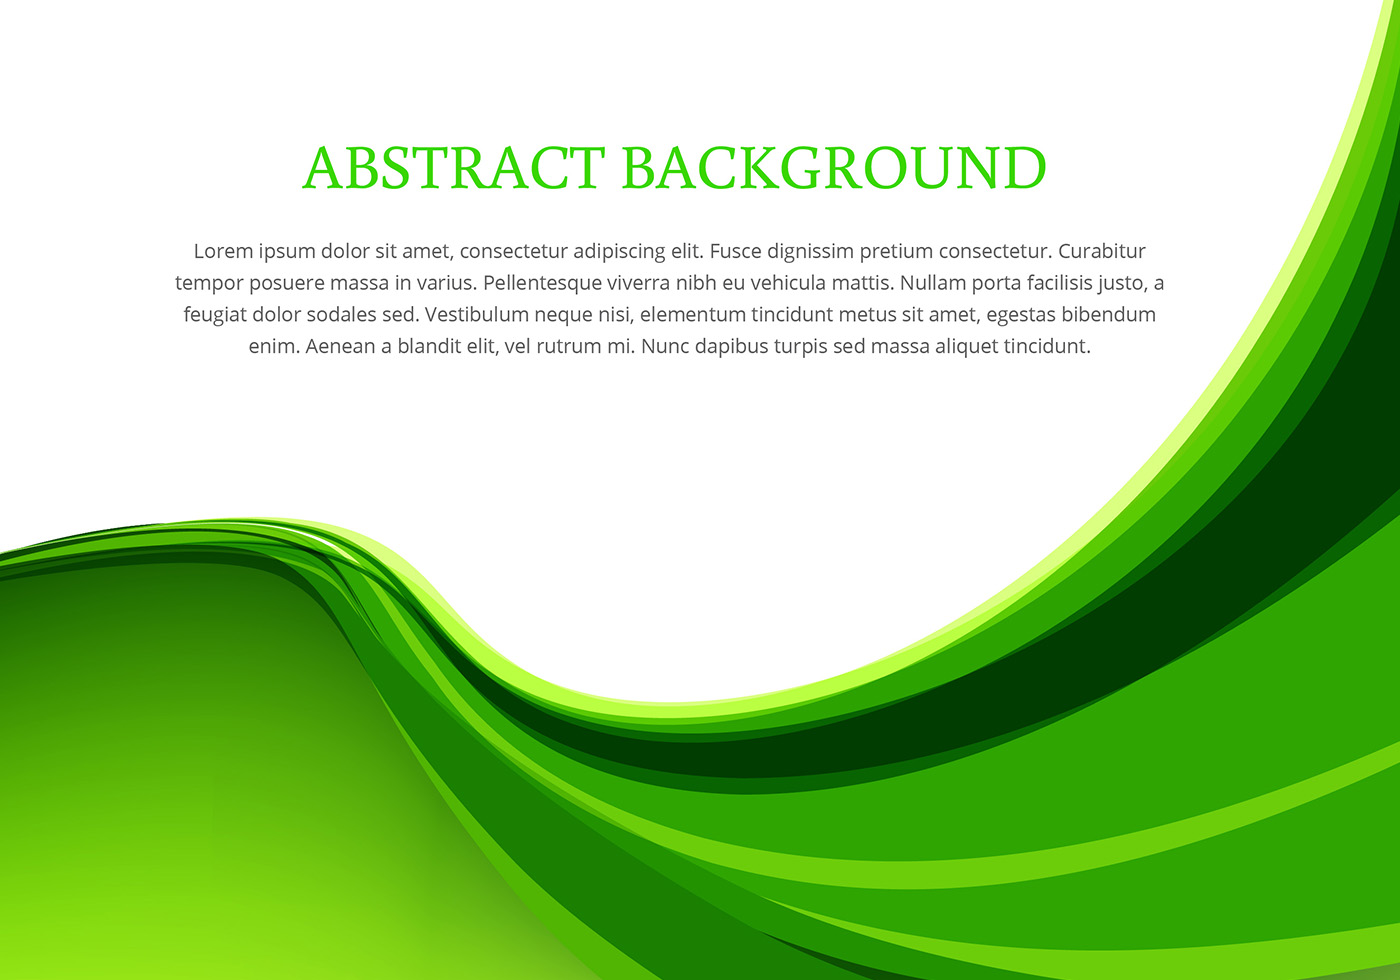 ABSTRACT BACKGROUND
Lorem ipsum dolor sit amet, consectetur adipiscing elit. Fusce dignissim pretium consectetur. Curabitur
tempor posuere massa in varius. Pellentesque viverra nibh eu vehicula mattis. Nullam porta facilisis justo, a
feugiat dolor sodales sed. Vestibulum neque nisi, elementum tincidunt metus sit amet, egestas bibendum
enim. Aenean a blandit elit, vel rutrum mi. Nunc dapibus turpis sed massa aliquet tincidunt.